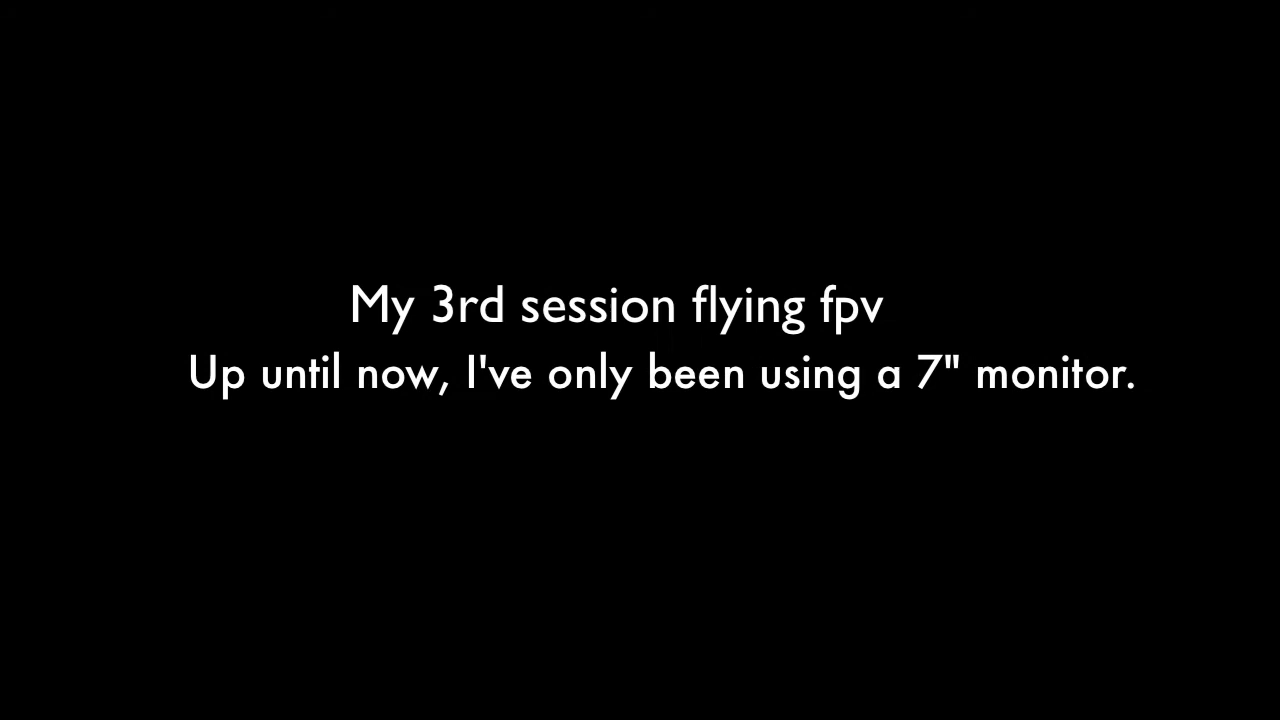 My 3rd session flying fpv
Up until now, I've only been using a 7" monitor.